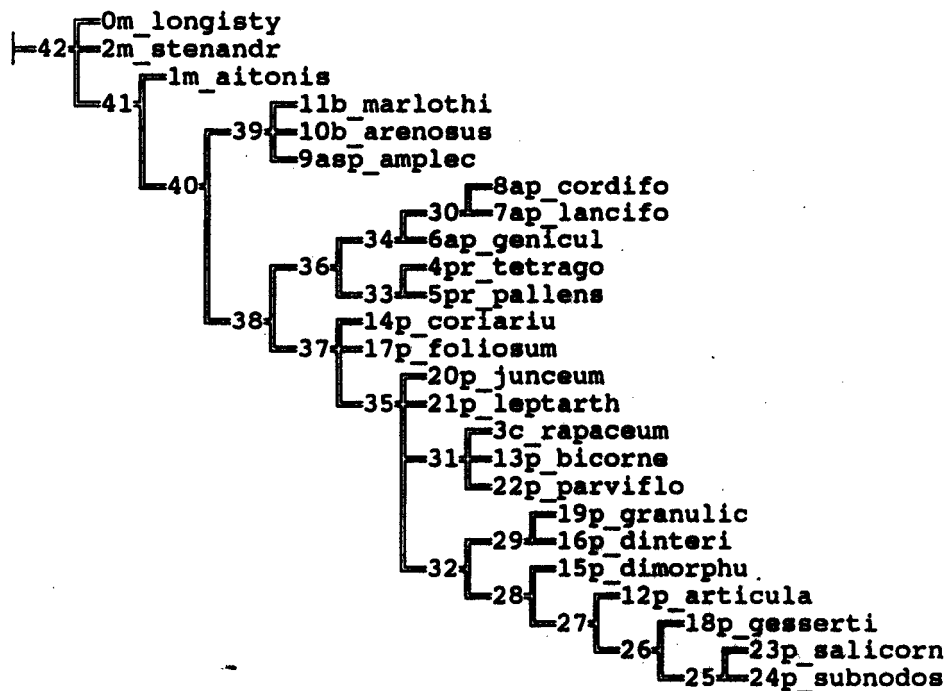 0m_longisty
42 2m_stenandr
1m_aitonis
41 11b_marlothi
39 10b_arenosus
9asp_amplec
40 8ap_cordifo
30 7ap_lancifo
34 6ap_genicul
36 4pr_tetrago
33 5pr_pallens
38 14p_coriariu
37 17p_foliosum
20p_junceum
35 21p_leptarth
3c_rapaceum
31 13p_bicorne
22p_parviflo
19p_granulic
29 16p_dinteri
32 15p_dimorphu
28 12p_articula
27 18p_gesserti
26 23p_salicorn
25 24p_subnodos